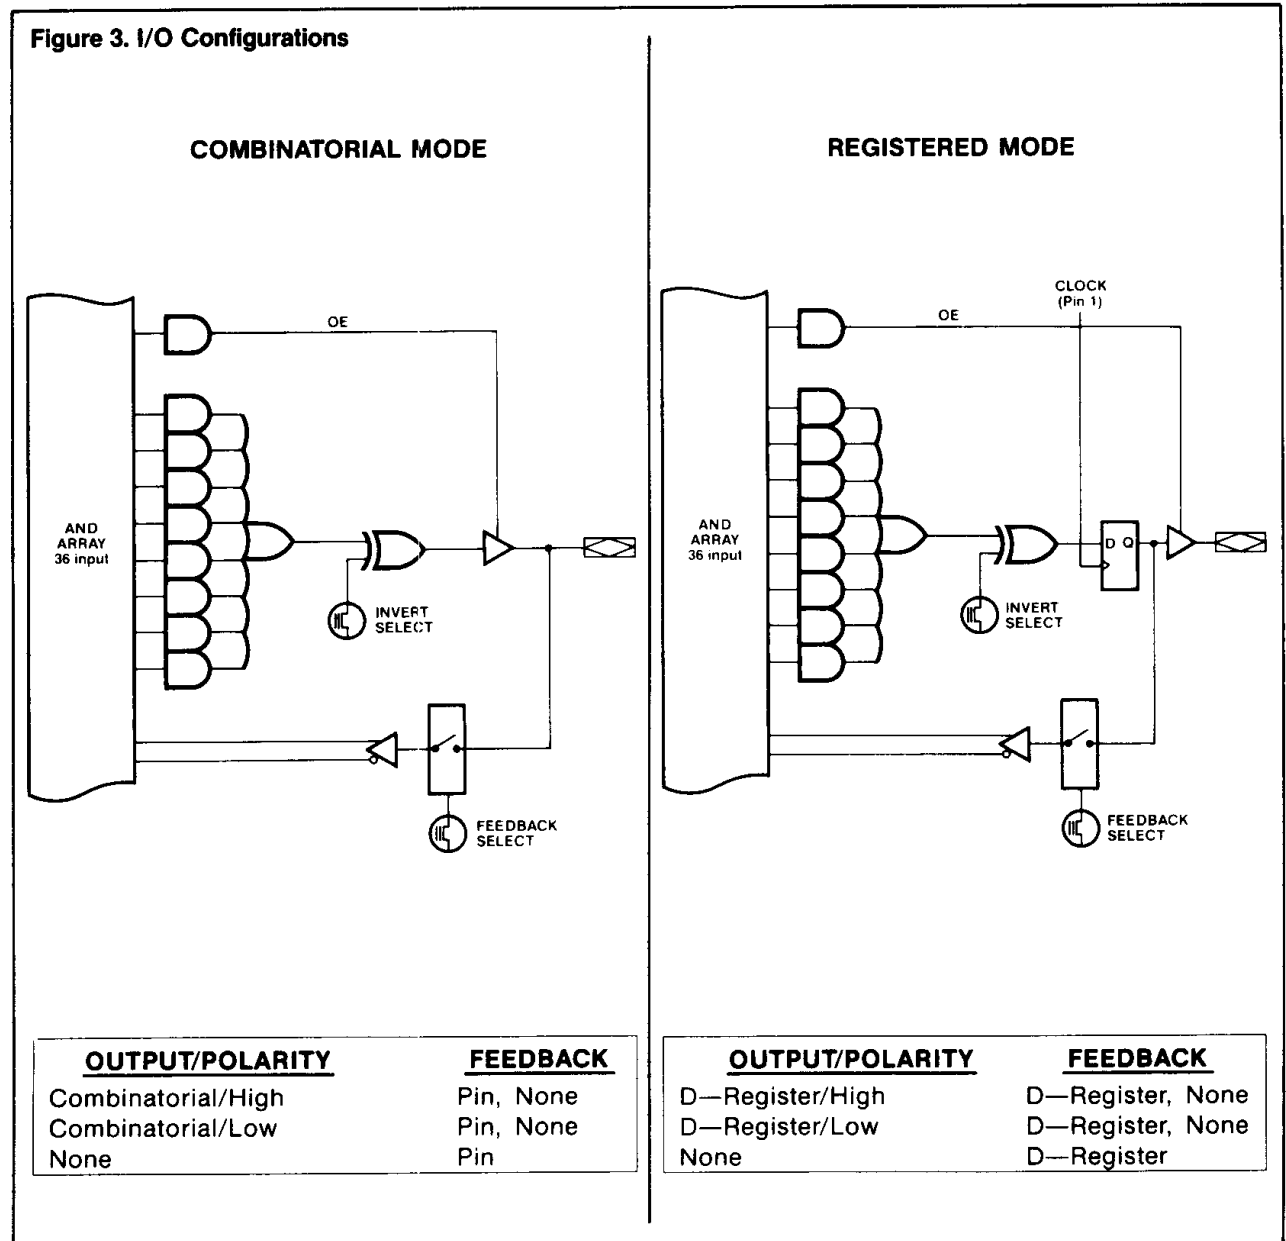 Figure 3. I/O Configurations
COMBINATORIAL MODE
OE
AND
ARRAY
36 input
INVERT
SELECT
FEEDBACK
SELECT
OUTPUT/POLARITY FEEDBACK
Combinatorial/High Pin, None
Combinatorial/Low Pin, None
None Pin
REGISTERED MODE
CLOCK
(Pin 1)
OE
AND
ARRAY
36 input
D Q
INVERT
SELECT
FEEDBACK
SELECT
OUTPUT/POLARITY FEEDBACK
D—Register/High D—Register, None
D—Register/Low D—Register, None
None D—Register